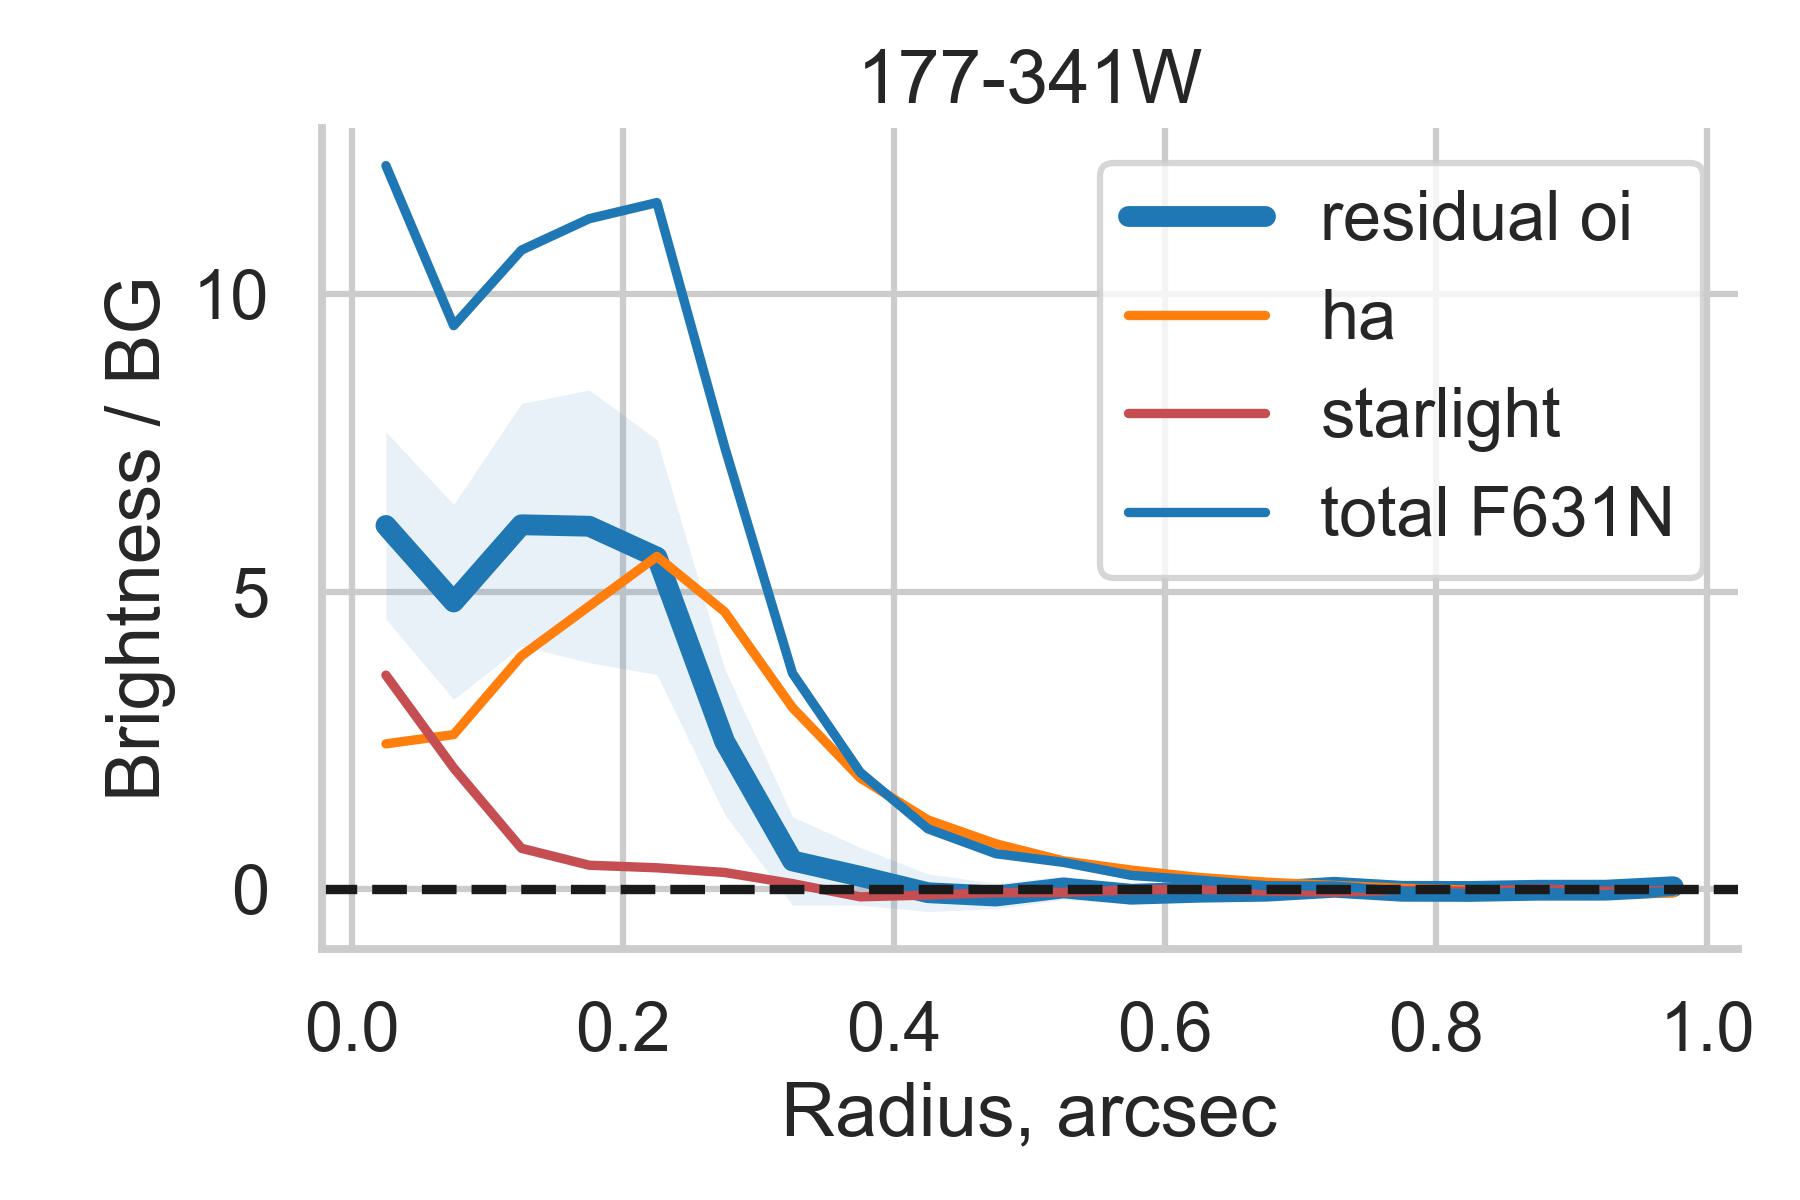 177-341W
Brightness / BG
10
5
0
residual oi
ha
starlight
total F631N
0.0 0.2 0.4 0.6 0.8 1.0
Radius, arcsec